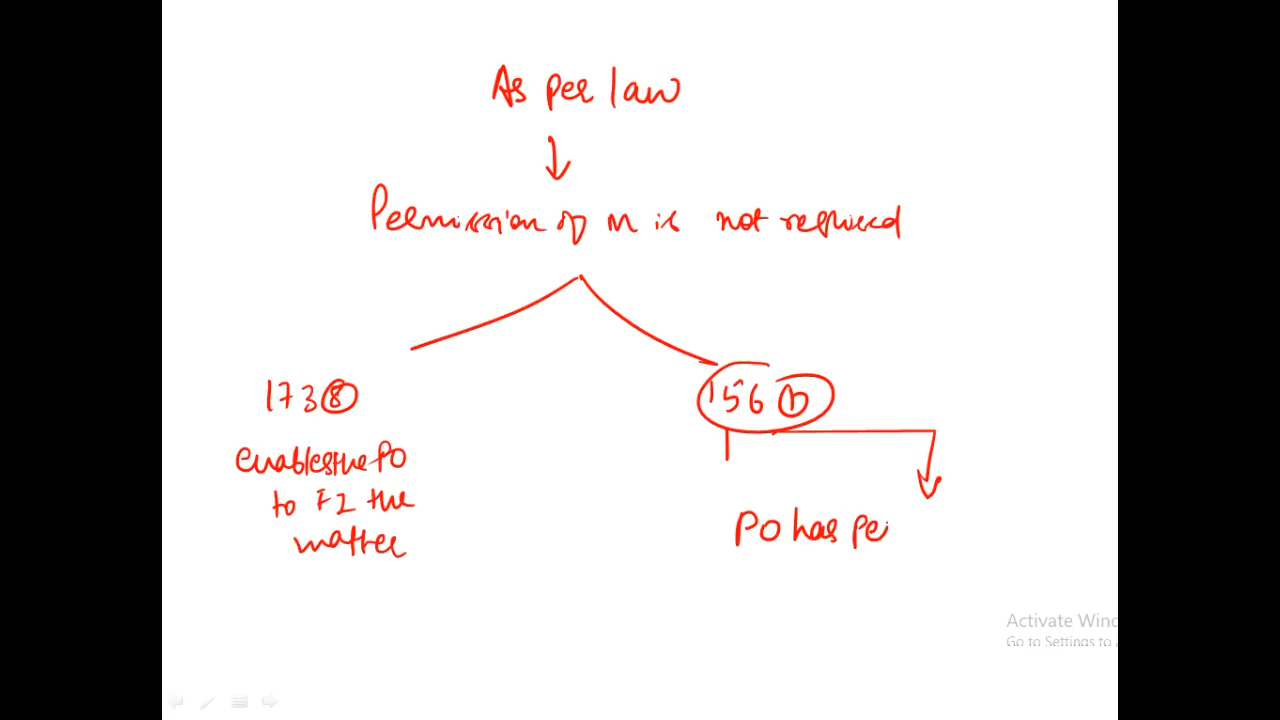 As per law
Permission of M is not required
173 8
156 1
enables the PO
to FI the
matter
PO has pe
Activate Wind
Go to Settings to